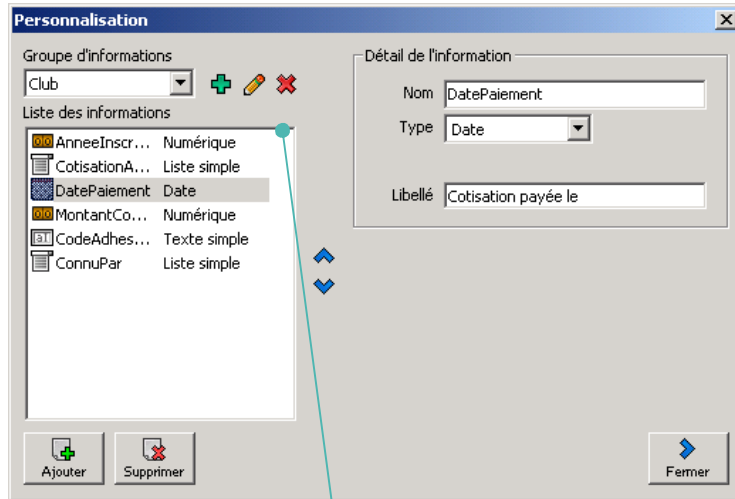 Personnalisation
Groupe d'informations
Club
Liste des informations
AnneeInscr... Numérique
CotisationA... Liste simple
DatePaiement Date
MontantCo... Numérique
CodeAdhes... Texte simple
ConnuPar Liste simple
Ajouter
Supprimer
Détail de l'information
Nom DatePaiement
Type Date
Libellé Cotisation payée le
Fermer